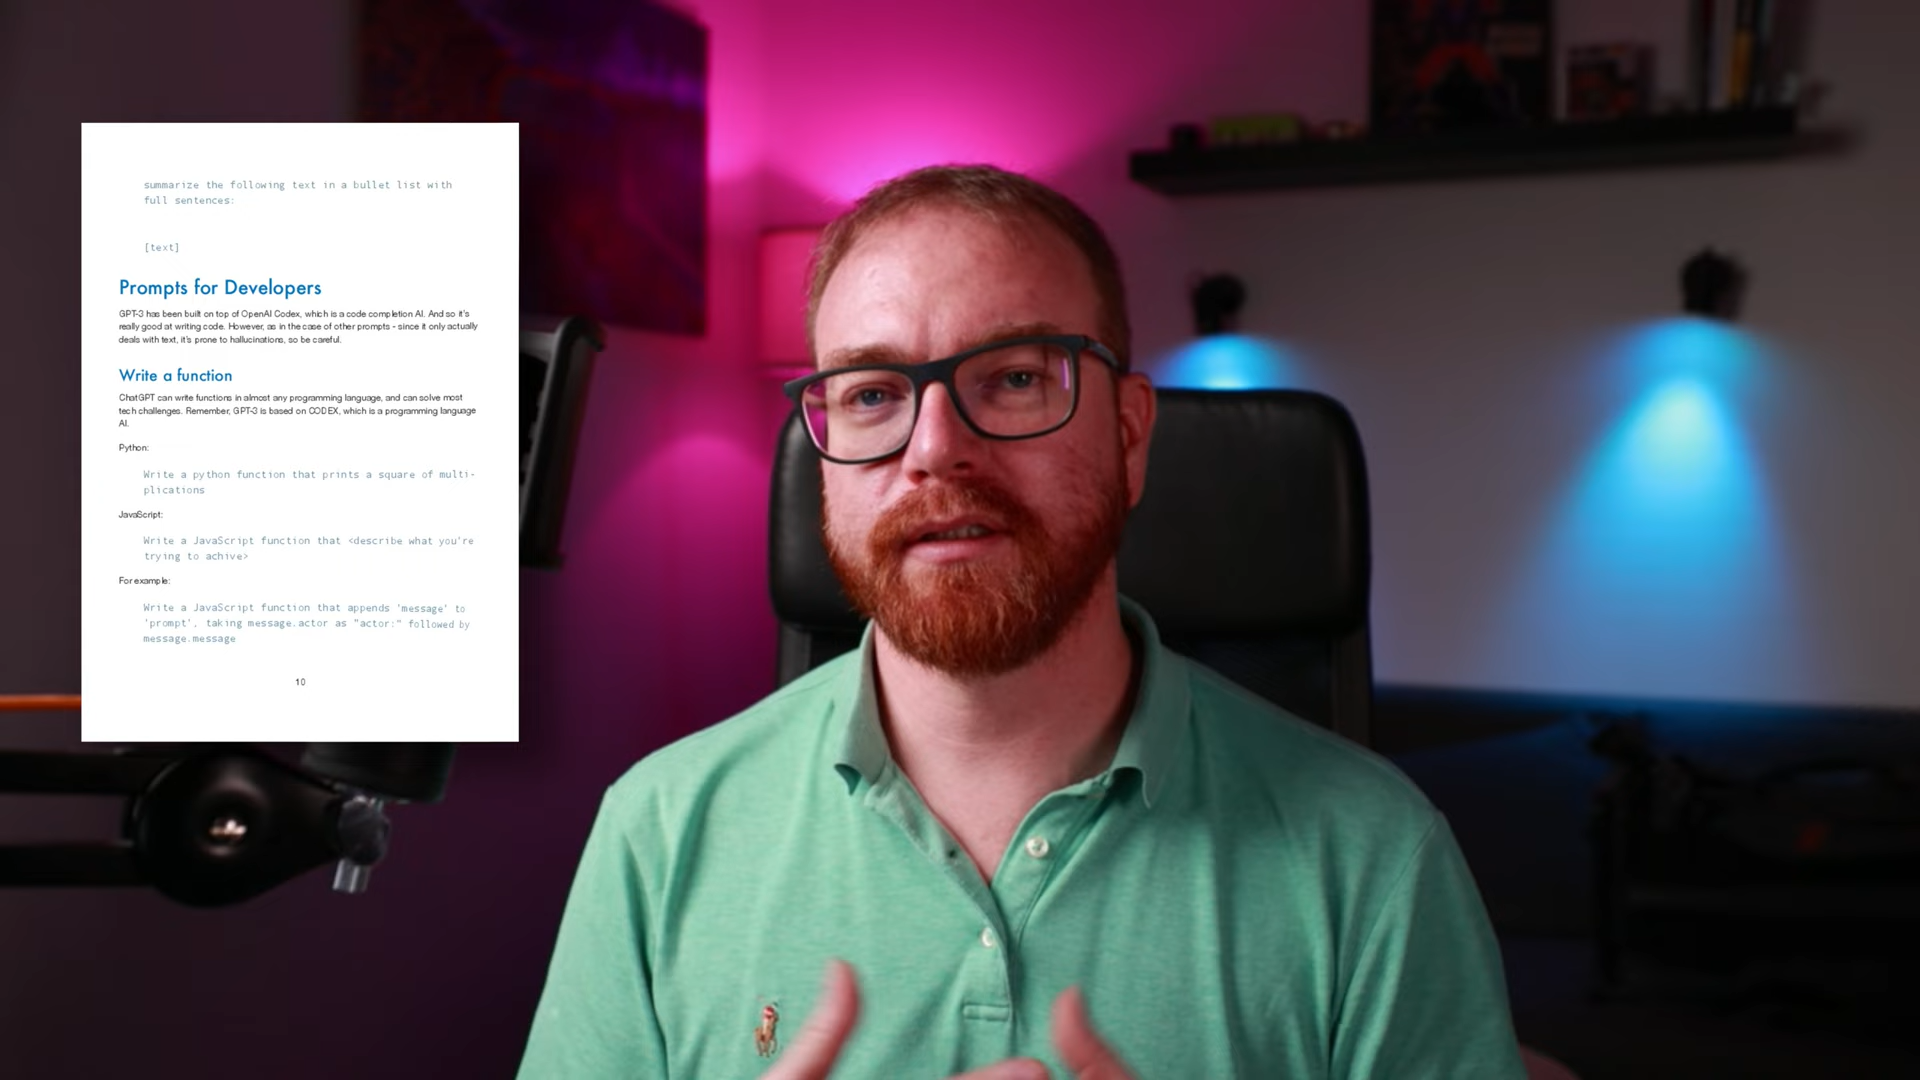 summarize the following text in a bullet list with
full sentences:
[text]
Prompts for Developers
GPT-3 has been built on top of OpenAI Codex, which is a code completion AI. And so it's
really good at writing code. However, as in the case of other prompts - since it only actually
deals with text, it's prone to hallucinations, so be careful.
Write a function
ChatGPT can write functions in almost any programming language, and can solve most
tech challenges. Remember, GPT-3 is based on CODEX, which is a programming language
AI.
Python:
Write a python function that prints a square of multi-
plications
JavaScript:
Write a JavaScript function that <describe what you're
trying to achive>
For example:
Write a JavaScript function that appends 'message' to
'prompt', taking message.actor as "actor:" followed by
message.message
10